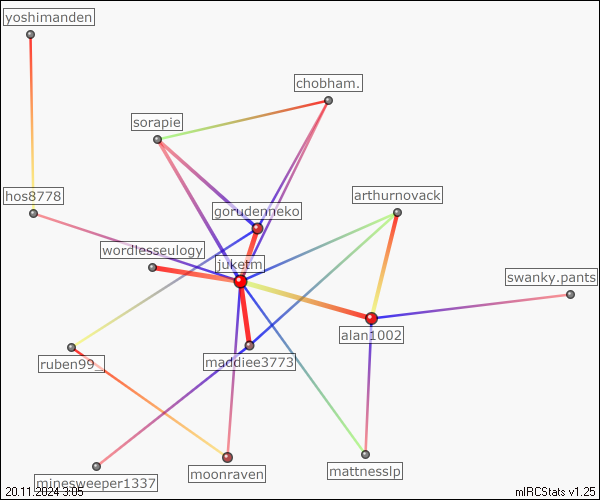 yoshimanden
chobham.
sorapie
hos8778
arthurnovack
gorudenneko
wordlesseulogy
juketm
swanky.pants
alan1002
maddiee3773
ruben99_
moonraven
mattnesslp
minesweeper1337
20.11.2024 3:05
mIRCStats v1.25